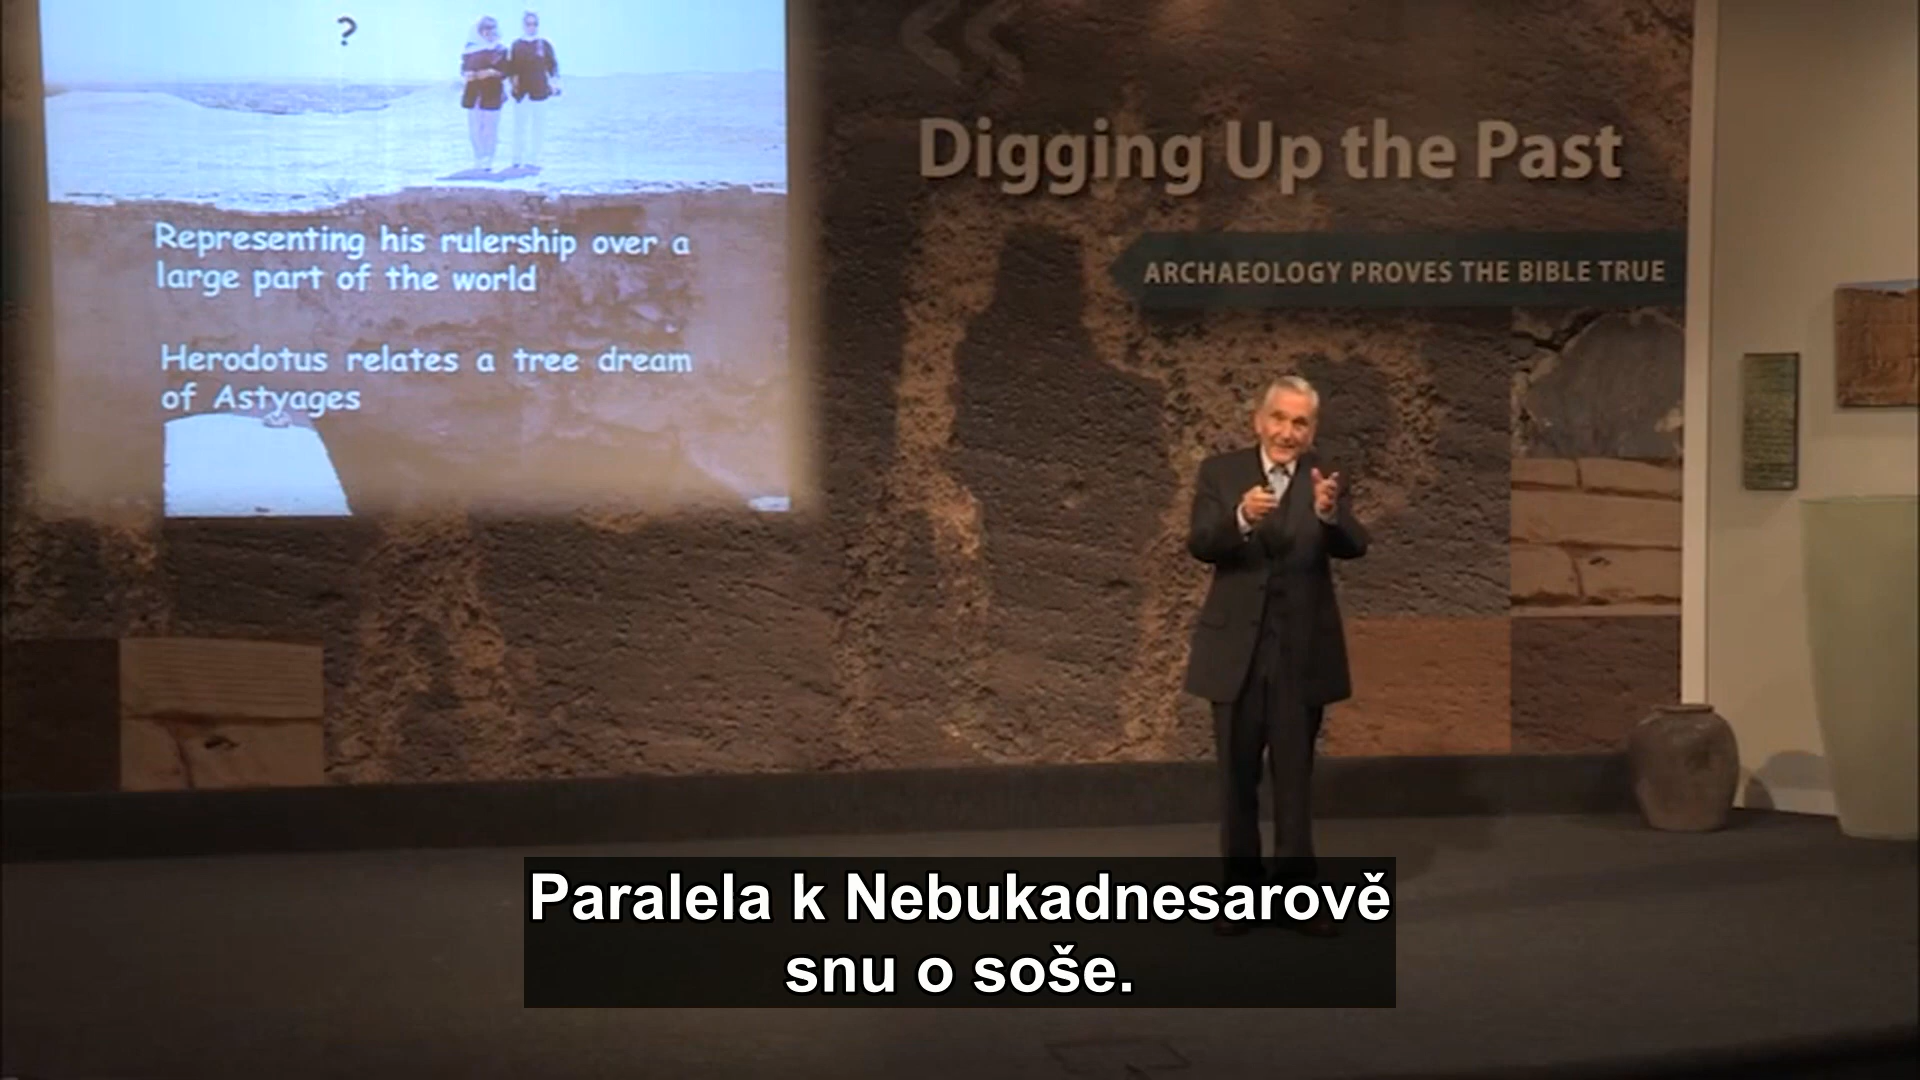 ?
Representing his rulership over a
large part of the world
Herodotus relates a tree dream
of Astyages
Digging Up the Past
ARCHAEOLOGY PROVES THE BIBLE TRUE
Paralela k Nebukadnesarově
snu o soše.